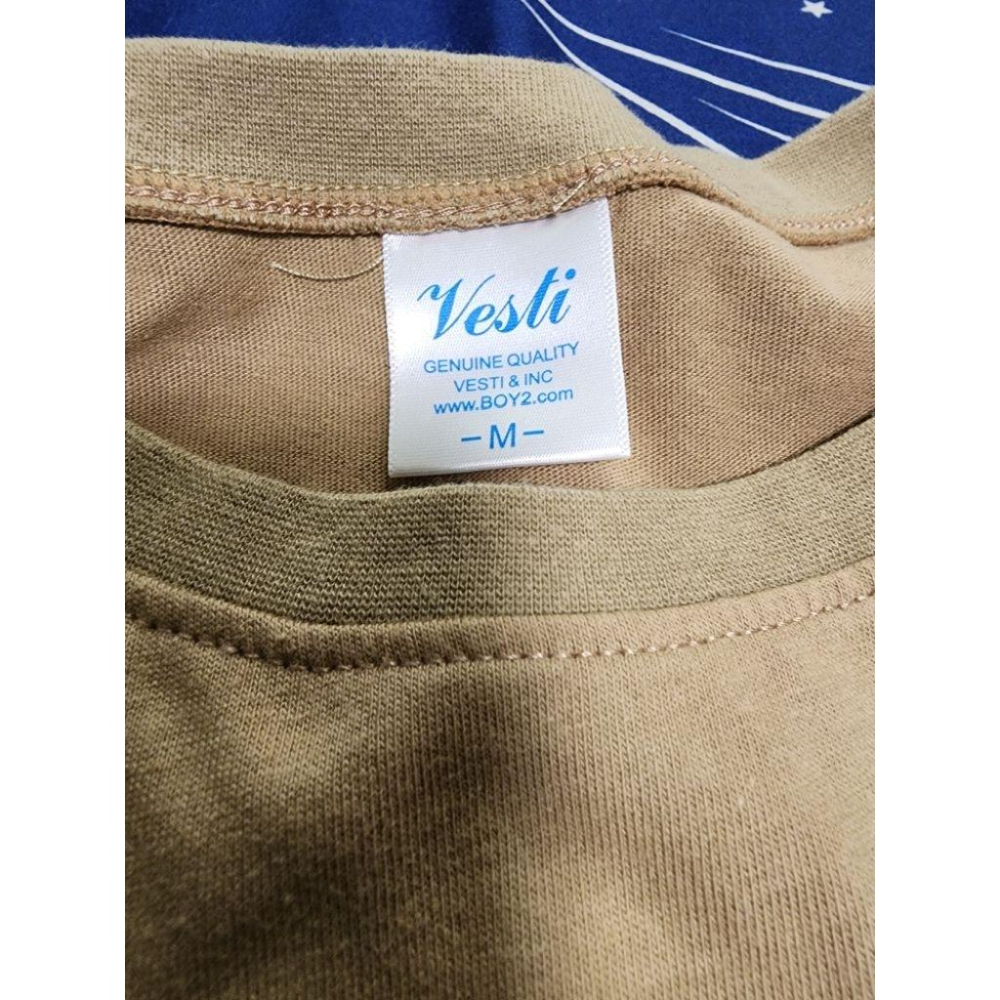 Vesti
GENUINE QUALITY
VESTI & INC
www.BOY2.com
-M-